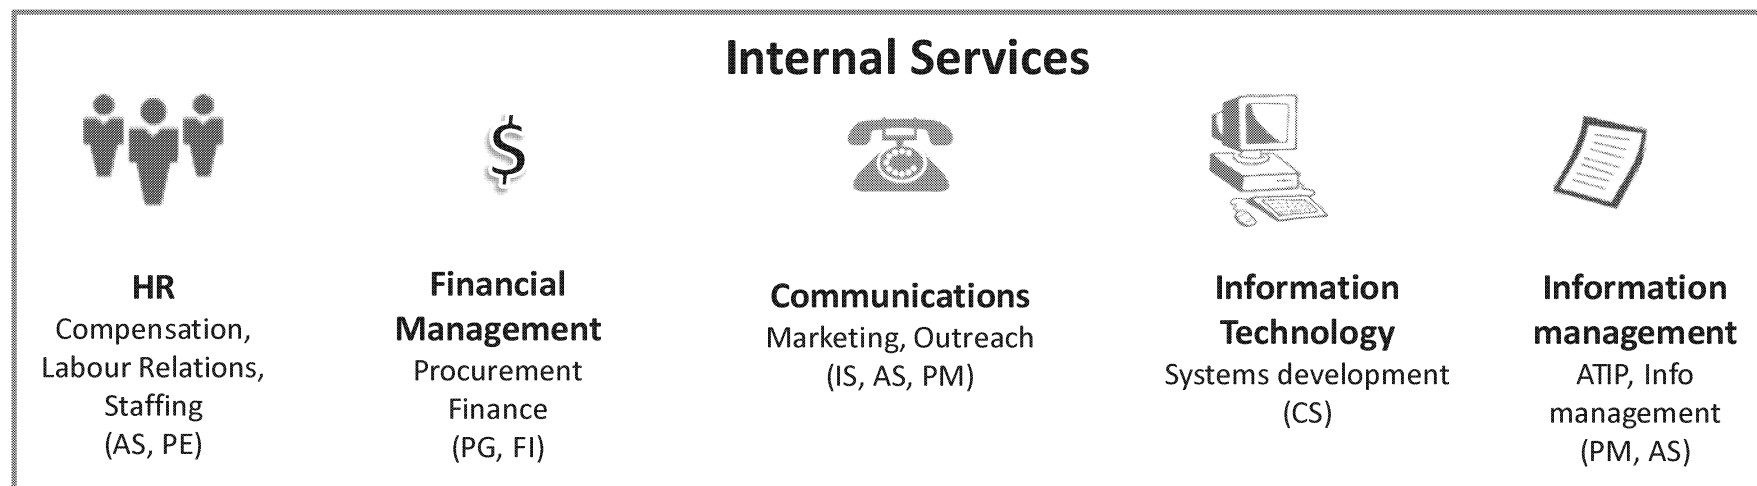 Internal Services
$
HR
Compensation,
Labour Relations,
Staffing
(AS, PE)
Financial
Management
Procurement
Finance
(PG, FI)
Communications
Marketing, Outreach
(IS, AS, PM)
Information
Technology
Systems development
(CS)
Information
management
ATIP, Info
management
(PM, AS)